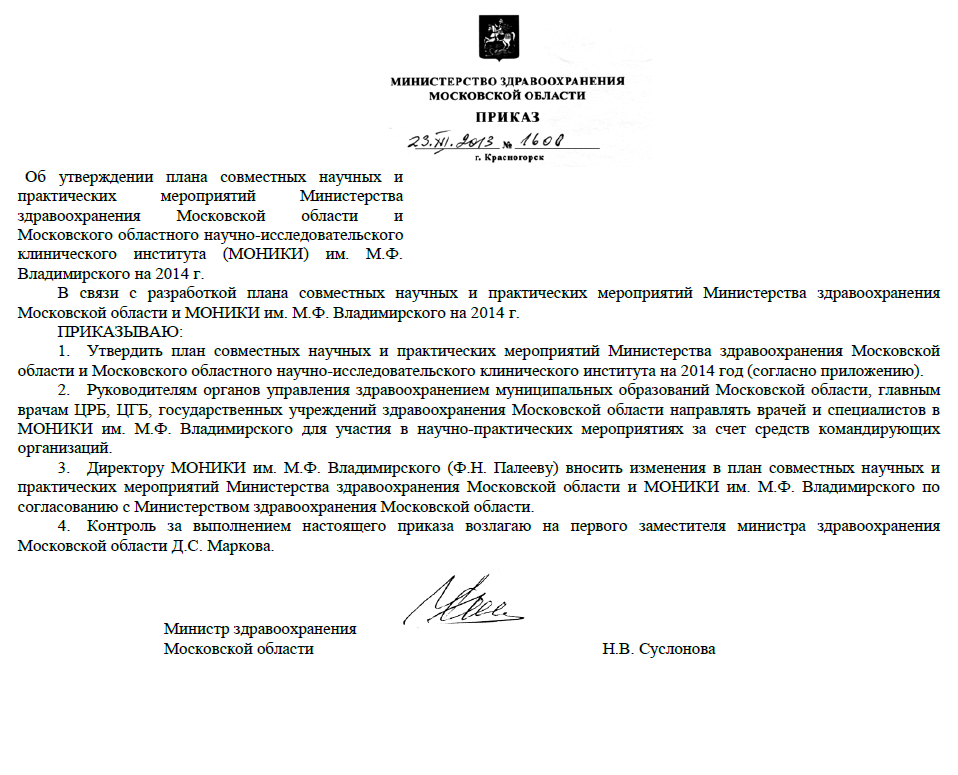 МИНИСТЕРСТВО ЗДРАВООХРАНЕНИЯ
МОСКОВСКОЙ ОБЛАСТИ
ПРИКАЗ
23.XII.2013 № 1600
г. Красногорск
Об утверждении плана совместных научных и
практических мероприятий Министерства
здравоохранения Московской области и
Московского областного научно-исследовательского
клинического института (МОНИКИ) им. М.Ф.
Владимирского на 2014 г.
В связи с разработкой плана совместных научных и практических мероприятий Министерства здравоохранения
Московской области и МОНИКИ им. М.Ф. Владимирского на 2014 г.
ПРИКАЗЫВАЮ:
1. Утвердить план совместных научных и практических мероприятий Министерства здравоохранения Московской
области и Московского областного научно-исследовательского клинического института на 2014 год (согласно приложению).
2. Руководителям органов управления здравоохранением муниципальных образований Московской области, главным
врачам ЦРБ, ЦГБ, государственных учреждений здравоохранения Московской области направлять врачей и специалистов в
МОНИКИ им. М.Ф. Владимирского для участия в научно-практических мероприятиях за счет средств командирующих
организаций.
3. Директору МОНИКИ им. М.Ф. Владимирского (Ф.Н. Палееву) вносить изменения в план совместных научных и
практических мероприятий Министерства здравоохранения Московской области и МОНИКИ им. М.Ф. Владимирского по
согласованию с Министерством здравоохранения Московской области.
4. Контроль за выполнением настоящего приказа возлагаю на первого заместителя министра здравоохранения
Московской области Д.С. Маркова.
Министр здравоохранения
Московской области Н.В. Суслонова